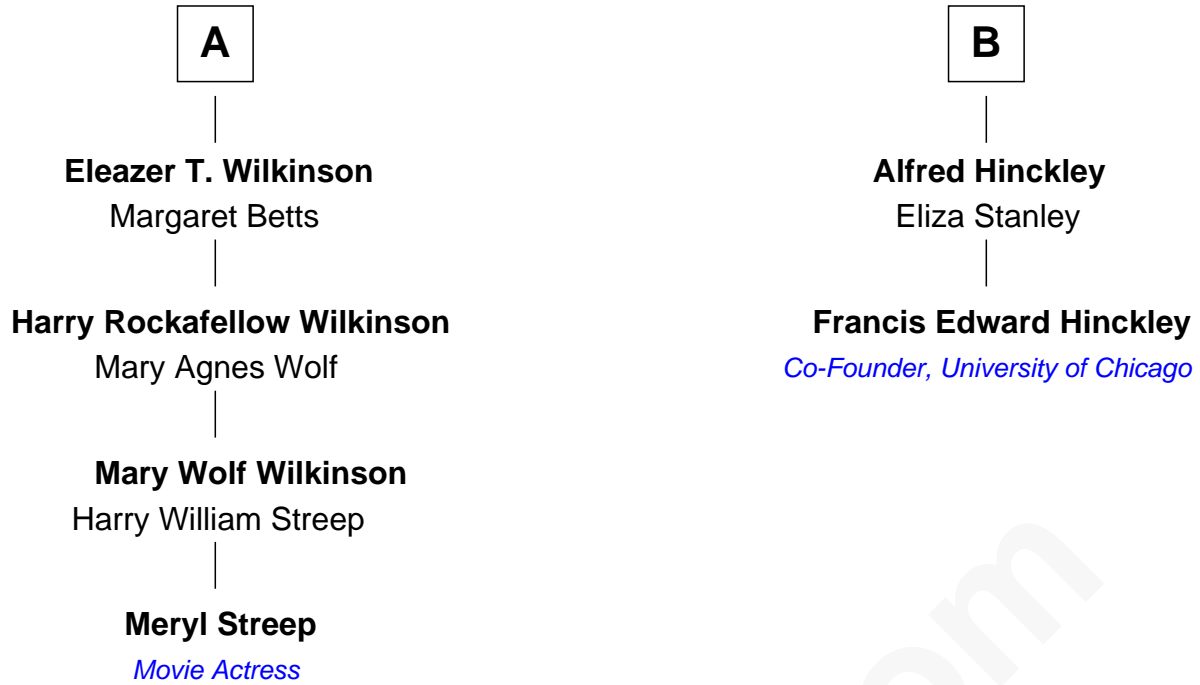 A
Eleazer T. Wilkinson
Margaret Betts
Harry Rockafellow Wilkinson
Mary Agnes Wolf
Mary Wolf Wilkinson
Harry William Streep
Meryl Streep
Movie Actress
B
Alfred Hinckley
Eliza Stanley
Francis Edward Hinckley
Co-Founder, University of Chicago
om